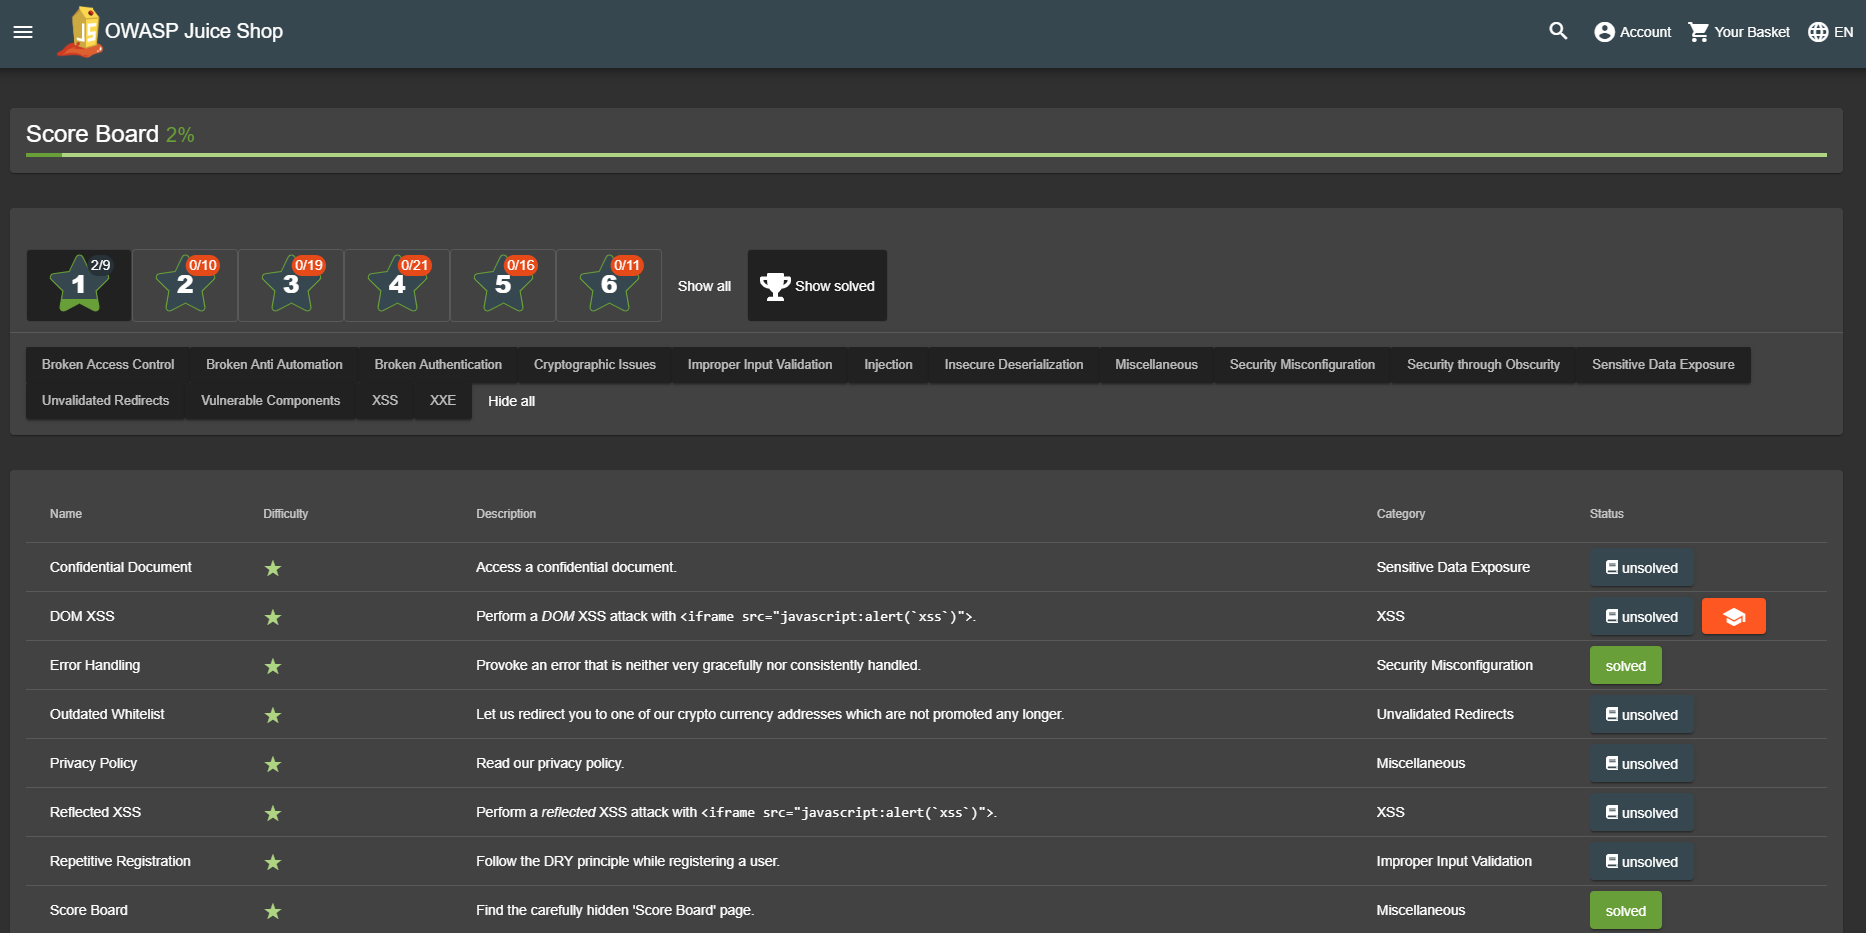 JS OWASP Juice Shop Account Your Basket EN
Score Board 2%
1 2/9 2 0/10 3 0/19 4 0/21 5 0/16 6 0/11 Show all Show solved
Broken Access Control Broken Anti Automation Broken Authentication Cryptographic Issues Improper Input Validation Injection Insecure Deserialization Miscellaneous Security Misconfiguration Security through Obscurity Sensitive Data Exposure
Unvalidated Redirects Vulnerable Components XSS XXE Hide all
Name Difficulty Description Category Status
Confidential Document Access a confidential document. Sensitive Data Exposure unsolved
DOM XSS Perform a DOM XSS attack with <iframe src="javascript:alert(`xss`)">. XSS unsolved
Error Handling Provoke an error that is neither very gracefully nor consistently handled. Security Misconfiguration solved
Outdated Whitelist Let us redirect you to one of our crypto currency addresses which are not promoted any longer. Unvalidated Redirects unsolved
Privacy Policy Read our privacy policy. Miscellaneous unsolved
Reflected XSS Perform a reflected XSS attack with <iframe src="javascript:alert(`xss`)">. XSS unsolved
Repetitive Registration Follow the DRY principle while registering a user. Improper Input Validation unsolved
Score Board Find the carefully hidden 'Score Board' page. Miscellaneous solved